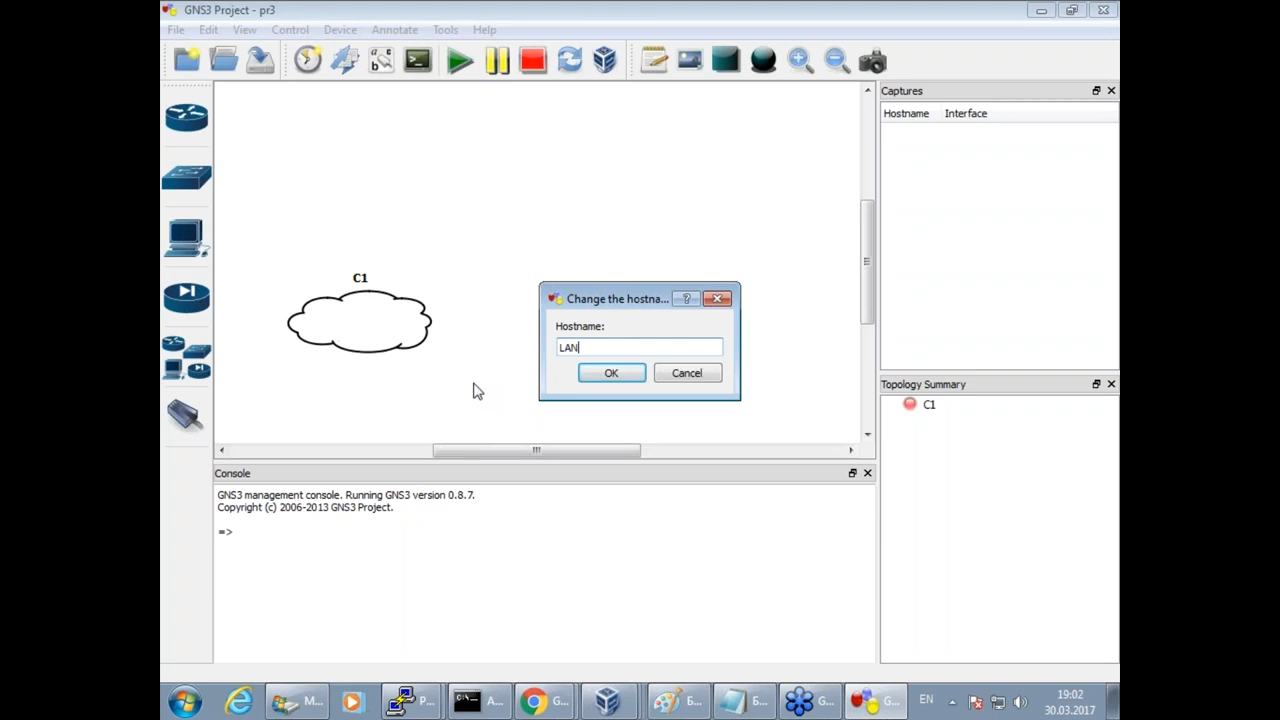 GNS3 Project - pr3
File Edit View Control Device Annotate Tools Help
Captures
Hostname Interface
C1
Change the hostna...
Hostname:
LAN
OK Cancel
Topology Summary
C1
Console
GNS3 management console. Running GNS3 version 0.8.7.
Copyright (c) 2006-2013 GNS3 Project.
=>
M... P... A... G... Б... Б... G... G... EN
19:02
30.03.2017